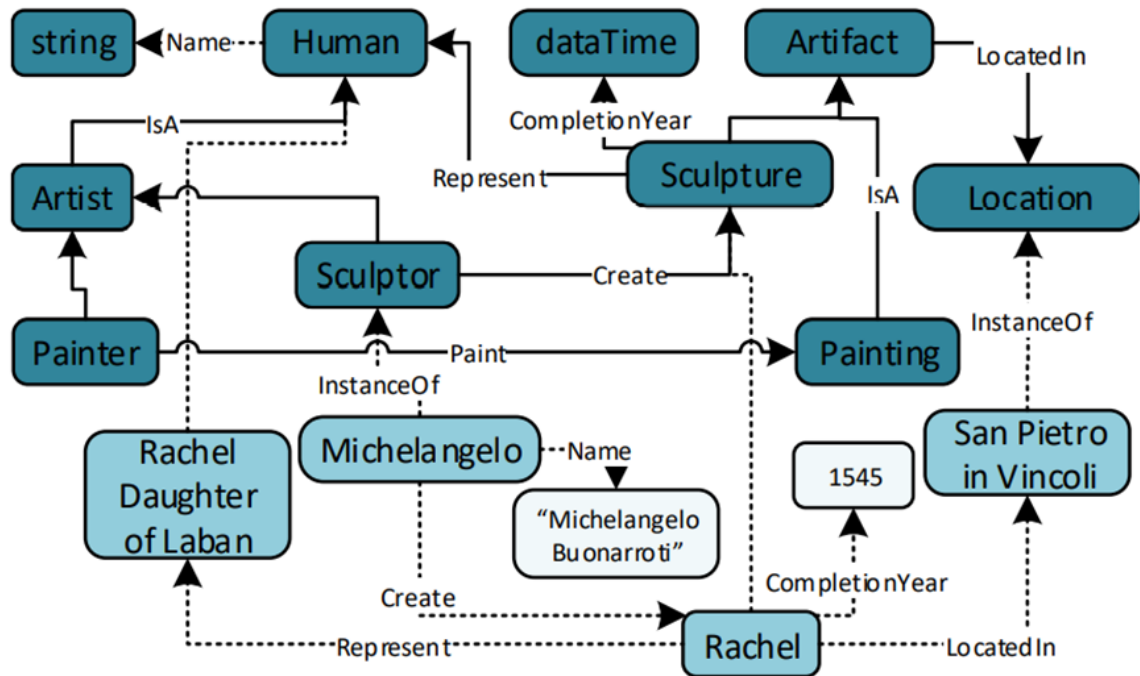 string
Name
Human
dataTime
Artifact
LocatedIn
IsA
CompletionYear
Artist
Represent
Sculpture
IsA
Location
Sculptor
Create
Painter
Paint
Painting
InstanceOf
InstanceOf
Rachel
Daughter
of Laban
Michelangelo
Name
1545
San Pietro
in Vincoli
“Michelangelo
Buonarroti”
Create
CompletionYear
Represent
Rachel
LocatedIn